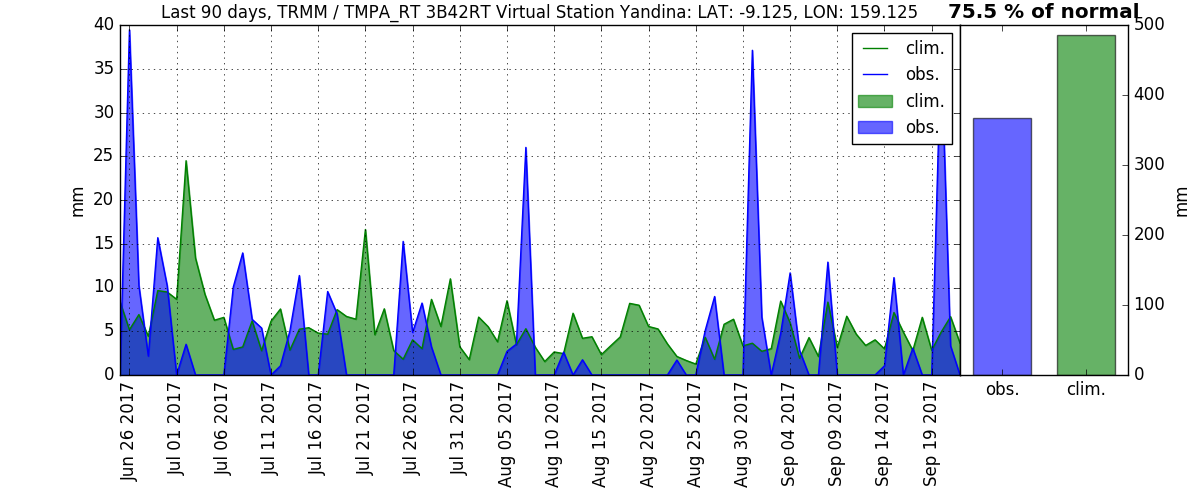 Last 90 days, TRMM / TMPA_RT 3B42RT Virtual Station Yandina: LAT: -9.125, LON: 159.125
75.5 % of normal
40
35
30
25
20
15
10
5
0
mm
clim.
obs.
clim.
obs.
500
400
300
200
100
0
mm
obs.
clim.
Jun 26 2017
Jul 01 2017
Jul 06 2017
Jul 11 2017
Jul 16 2017
Jul 21 2017
Jul 26 2017
Jul 31 2017
Aug 05 2017
Aug 10 2017
Aug 15 2017
Aug 20 2017
Aug 25 2017
Aug 30 2017
Sep 04 2017
Sep 09 2017
Sep 14 2017
Sep 19 2017